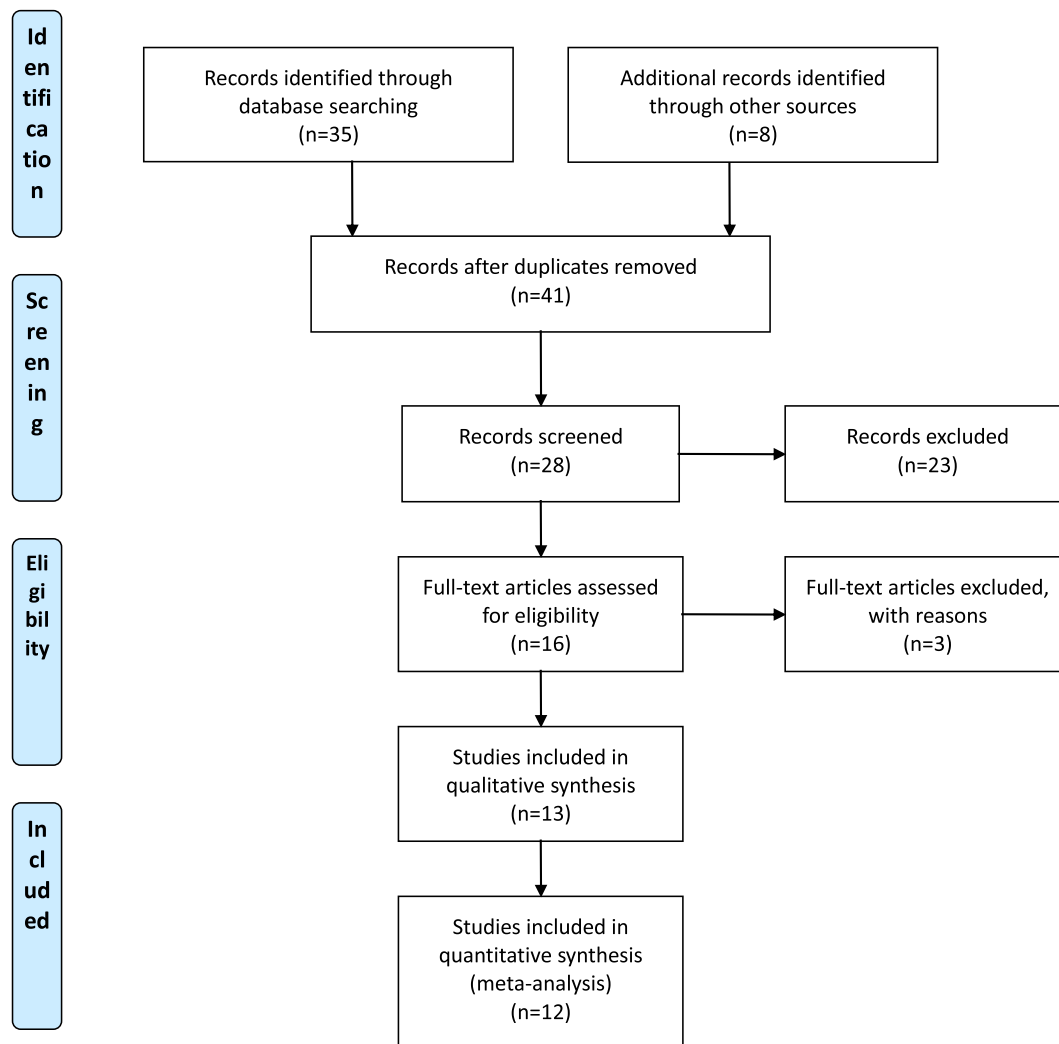 Id
en
tifi
ca
tio
n
Records identified through
database searching
(n=35)
Additional records identified
through other sources
(n=8)
Records after duplicates removed
(n=41)
Sc
re
en
in
g
Records screened
(n=28)
Records excluded
(n=23)
Eli
gi
bil
ity
Full-text articles assessed
for eligibility
(n=16)
Full-text articles excluded,
with reasons
(n=3)
Studies included in
qualitative synthesis
(n=13)
In
cl
ud
ed
Studies included in
quantitative synthesis
(meta-analysis)
(n=12)